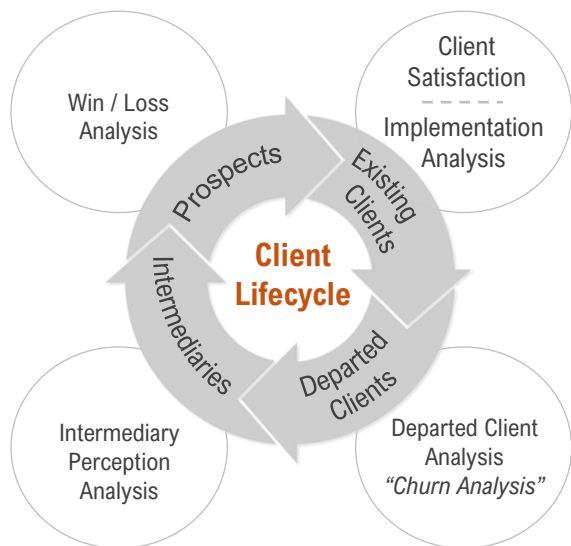 Win / Loss
Analysis
Client
Satisfaction
Implementation
Analysis
Prospects
Existing
Clients
Client
Lifecycle
Intermediaries
Departed
Clients
Intermediary
Perception
Analysis
Departed Client
Analysis
“Churn Analysis”